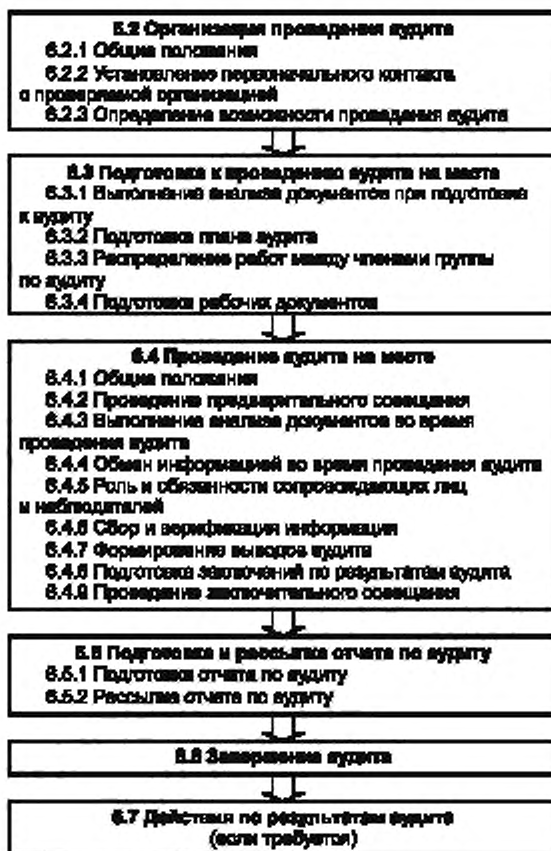 6.2 Организация проведения аудита
6.2.1 Общие положения
6.2.2 Установление первоначального контакта
с проверяемой организацией
6.2.3 Определение возможности проведения аудита
6.3 Подготовка к проведению аудита на месте
6.3.1 Выполнение анализа документов при подготовке
к аудиту
6.3.2 Подготовка плана аудита
6.3.3 Распределение работ между членами группы
по аудиту
6.3.4 Подготовка рабочих документов
6.4 Проведение аудита на месте
6.4.1 Общие положения
6.4.2 Проведение предварительного совещания
6.4.3 Выполнение анализа документов во время
проведения аудита
6.4.4 Обмен информацией во время проведения аудита
6.4.5 Роль и обязанности сопровождающих лиц
и наблюдателей
6.4.6 Сбор и верификация информации
6.4.7 Формирование выводов аудита
6.4.8 Подготовка заключений по результатам аудита
6.4.9 Проведение заключительного совещания
6.5 Подготовка и рассылка отчета по аудиту
6.5.1 Подготовка отчета по аудиту
6.5.2 Рассылка отчета по аудиту
6.6 Завершение аудита
6.7 Действия по результатам аудита
(если требуется)